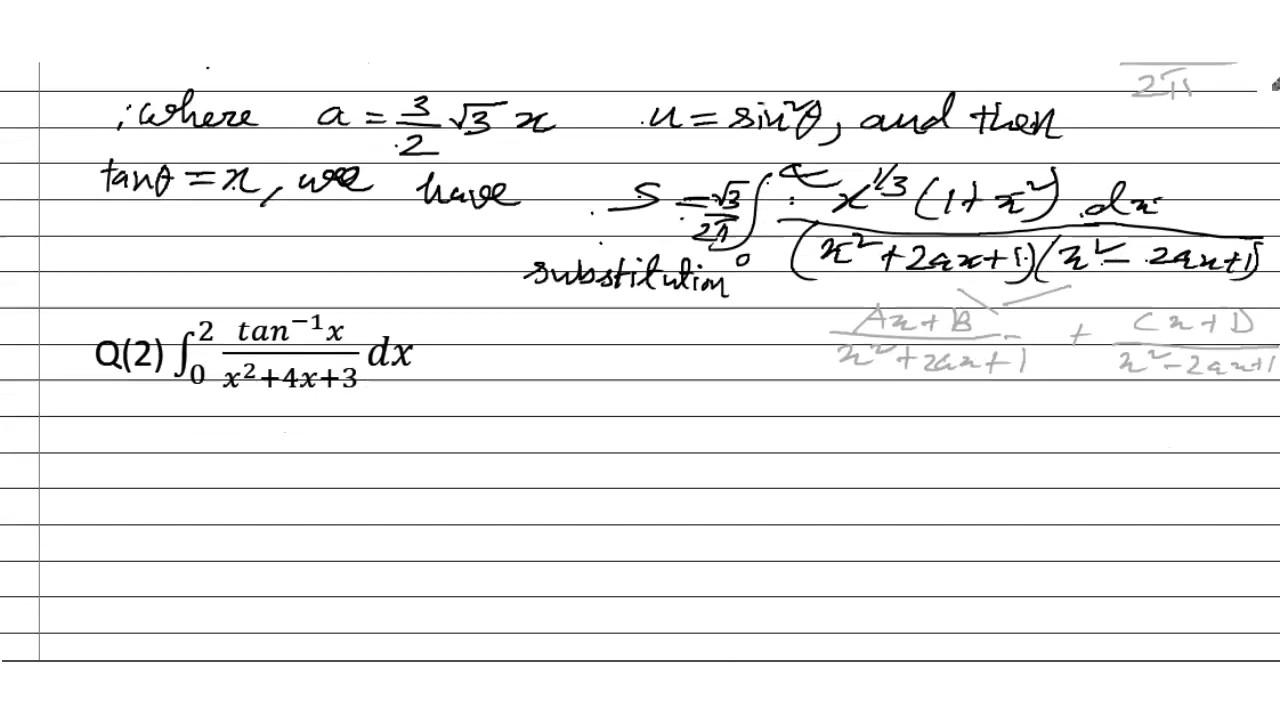 2π
; where a = 3/2 √3 x u = sin²θ, and then
tanθ = x, we have S = √3/2π ∫₀^∝ x^1/3 (1 + x²) dx / (x² + 2ax + 1)(x² − 2ax + 1)
substitution
Ax + B / x² + 2ax + 1 + Cx + D / x² − 2ax + 1
Q(2) ∫₀² tan⁻¹x / x²+4x+3 dx